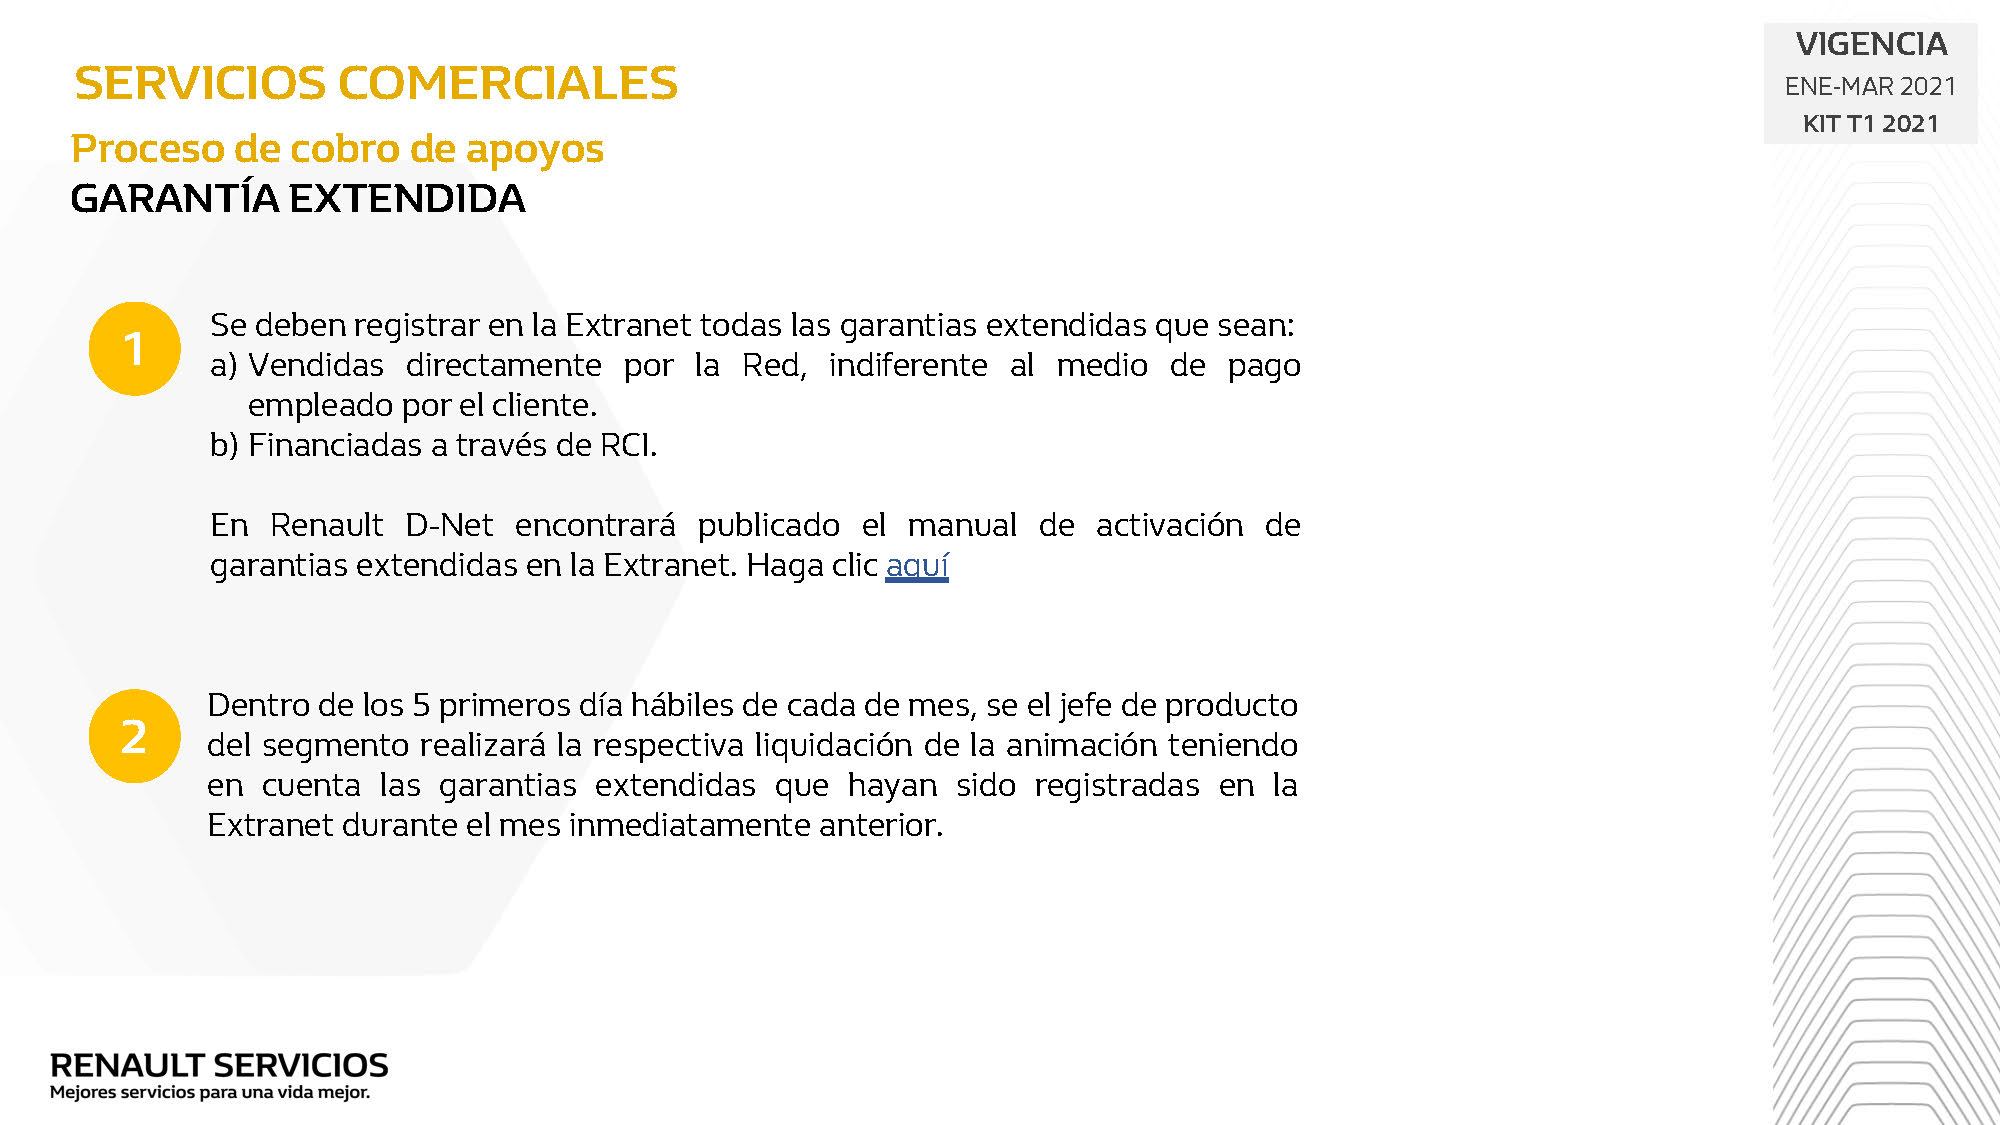 SERVICIOS COMERCIALES
Proceso de cobro de apoyos
GARANTÍA EXTENDIDA
VIGENCIA
ENE-MAR 2021
KIT T1 2021
1
Se deben registrar en la Extranet todas las garantias extendidas que sean:
a) Vendidas directamente por la Red, indiferente al medio de pago
empleado por el cliente.
b) Financiadas a través de RCI.
En Renault D-Net encontrará publicado el manual de activación de
garantias extendidas en la Extranet. Haga clic aquí
2
Dentro de los 5 primeros día hábiles de cada de mes, se el jefe de producto
del segmento realizará la respectiva liquidación de la animación teniendo
en cuenta las garantias extendidas que hayan sido registradas en la
Extranet durante el mes inmediatamente anterior.
RENAULT SERVICIOS
Mejores servicios para una vida mejor.